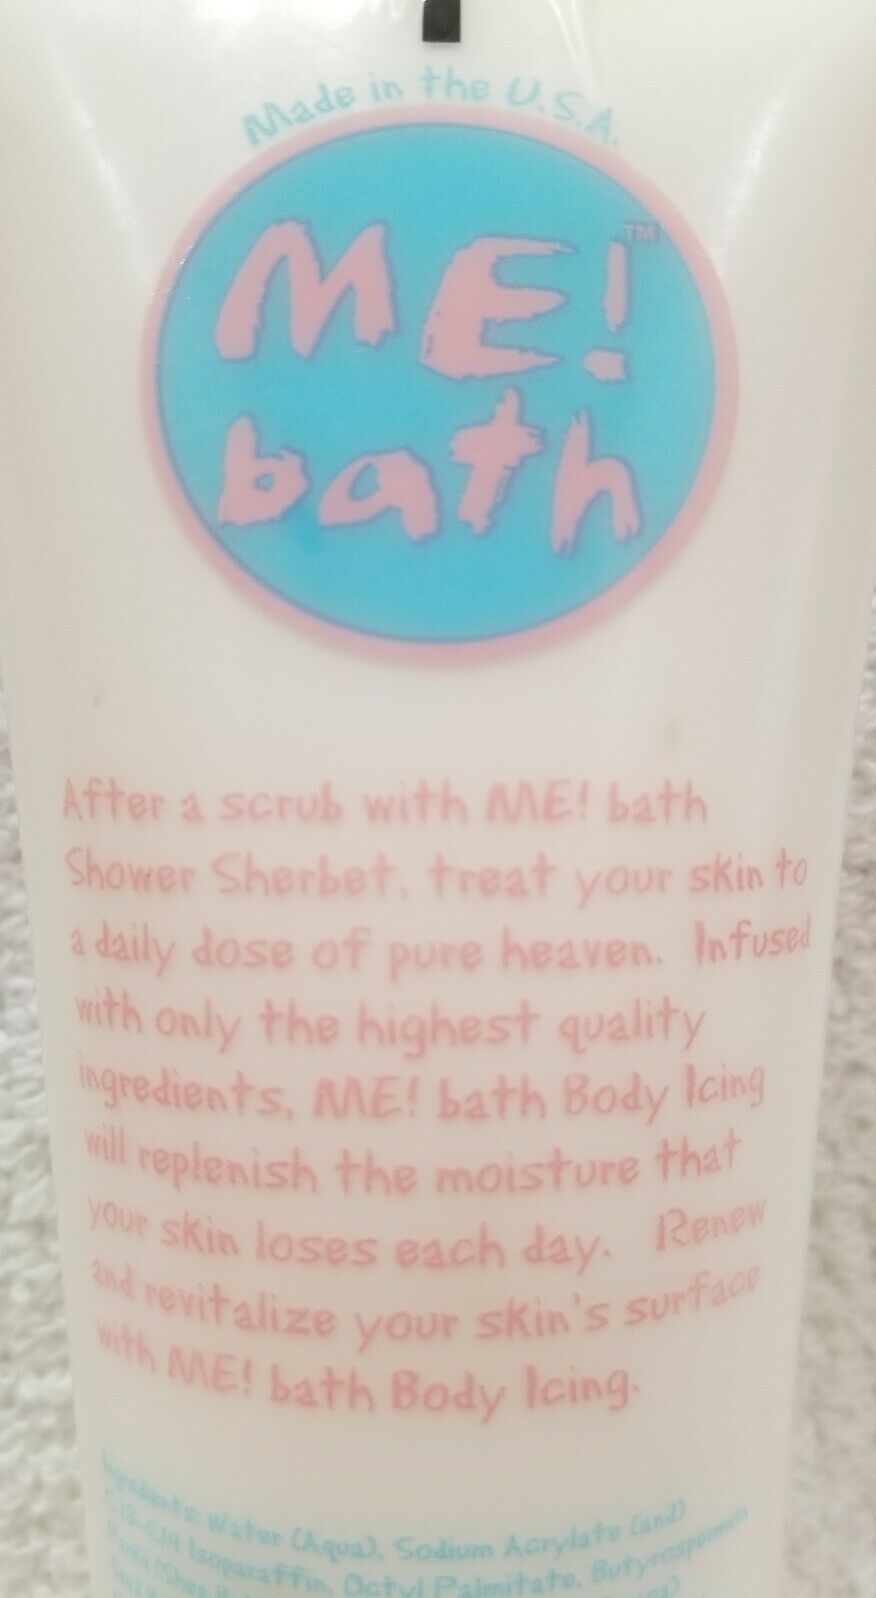 Made in the U.S.A.
ME!™
bath
After a scrub with ME! bath
Shower Sherbet, treat your skin to
a daily dose of pure heaven. Infused
with only the highest quality
ingredients, ME! bath Body Icing
will replenish the moisture that
your skin loses each day. Renew
and revitalize your skin's surface
with ME! bath Body Icing.
Ingredients: Water (Aqua), Sodium Acrylate (and)
C13-C14 Isoparaffin, Octyl Palmitate, Butyrospermum
Parkii (Shea